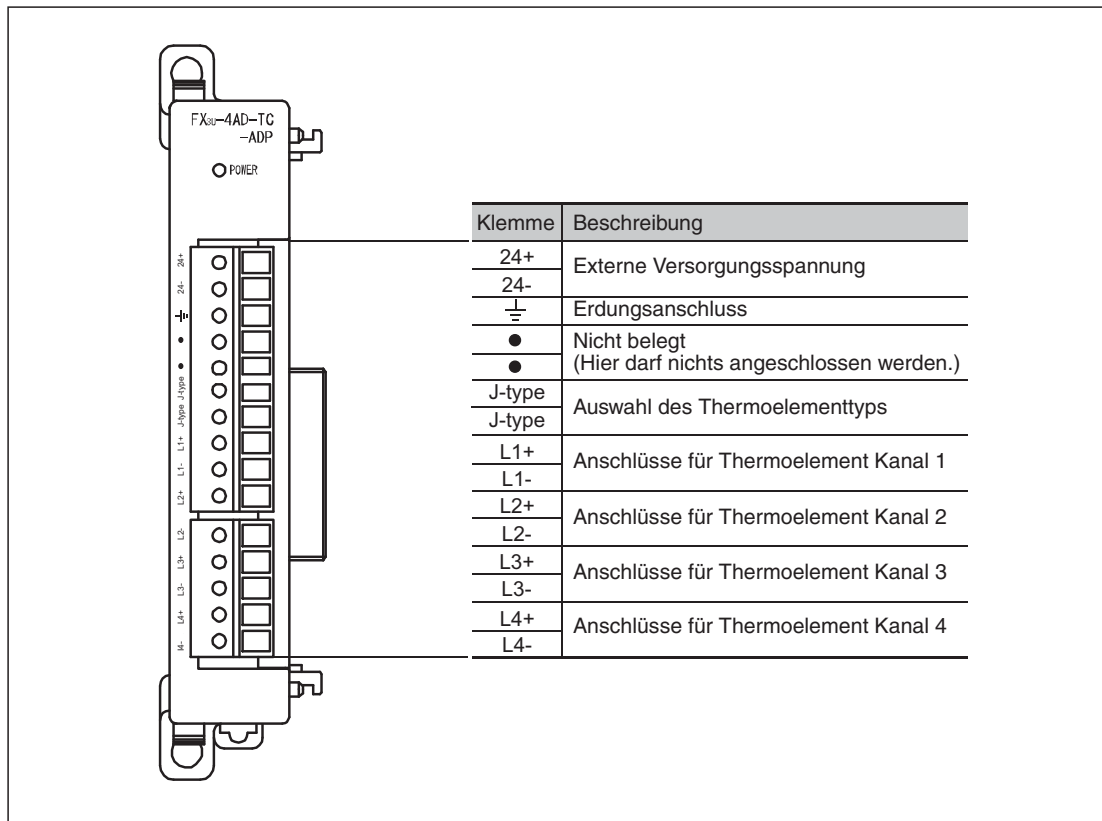 FX3U-4AD-TC
-ADP
POWER
24+
24-
⏚
●
●
J-type
J-type
L1+
L1-
L2+
L2-
L3+
L3-
L4+
I4-
Klemme Beschreibung
24+
24-
Externe Versorgungsspannung
⏚ Erdungsanschluss
● Nicht belegt
● (Hier darf nichts angeschlossen werden.)
J-type
J-type
Auswahl des Thermoelementtyps
L1+
L1-
Anschlüsse für Thermoelement Kanal 1
L2+
L2-
Anschlüsse für Thermoelement Kanal 2
L3+
L3-
Anschlüsse für Thermoelement Kanal 3
L4+
L4-
Anschlüsse für Thermoelement Kanal 4